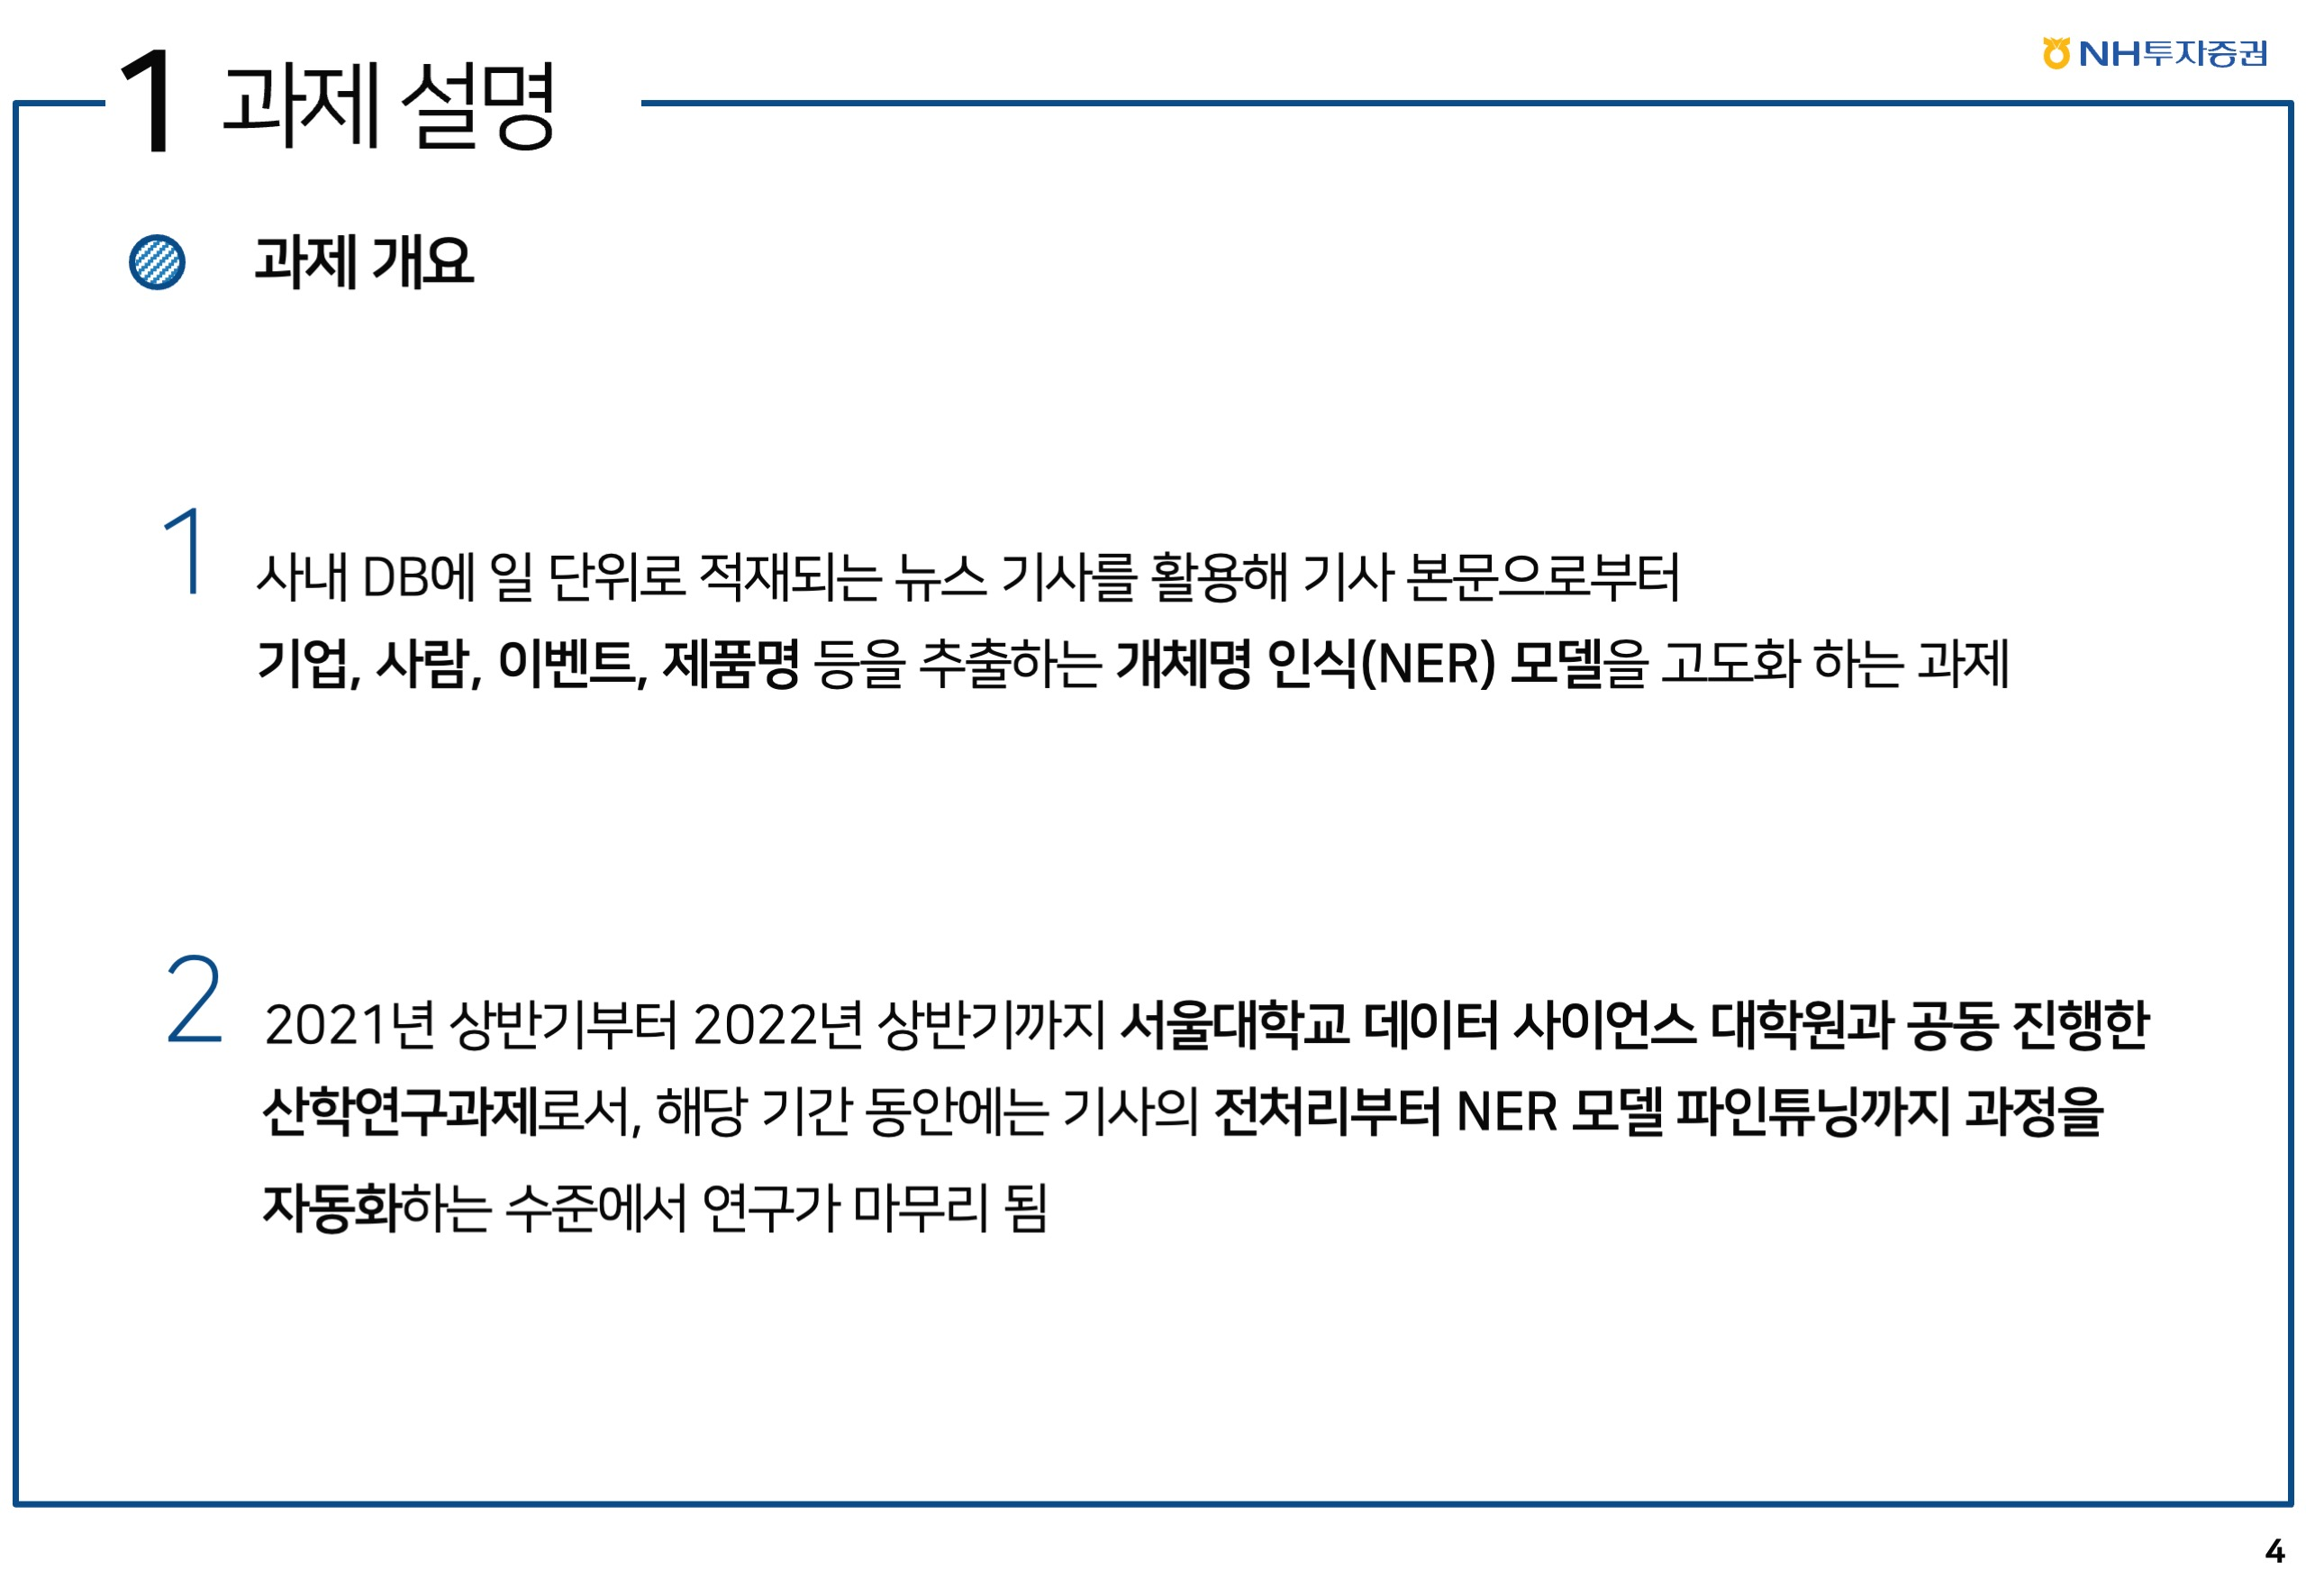 1 과제 설명
NH투자증권
과제 개요
1
사내 DB에 일 단위로 적재되는 뉴스 기사를 활용해 기사 본문으로부터
기업, 사람, 이벤트, 제품명 등을 추출하는 개체명 인식(NER) 모델을 고도화 하는 과제
2
2021년 상반기부터 2022년 상반기까지 서울대학교 데이터 사이언스 대학원과 공동 진행한
산학연구과제로서, 해당 기간 동안에는 기사의 전처리부터 NER 모델 파인튜닝까지 과정을
자동화하는 수준에서 연구가 마무리 됨
4